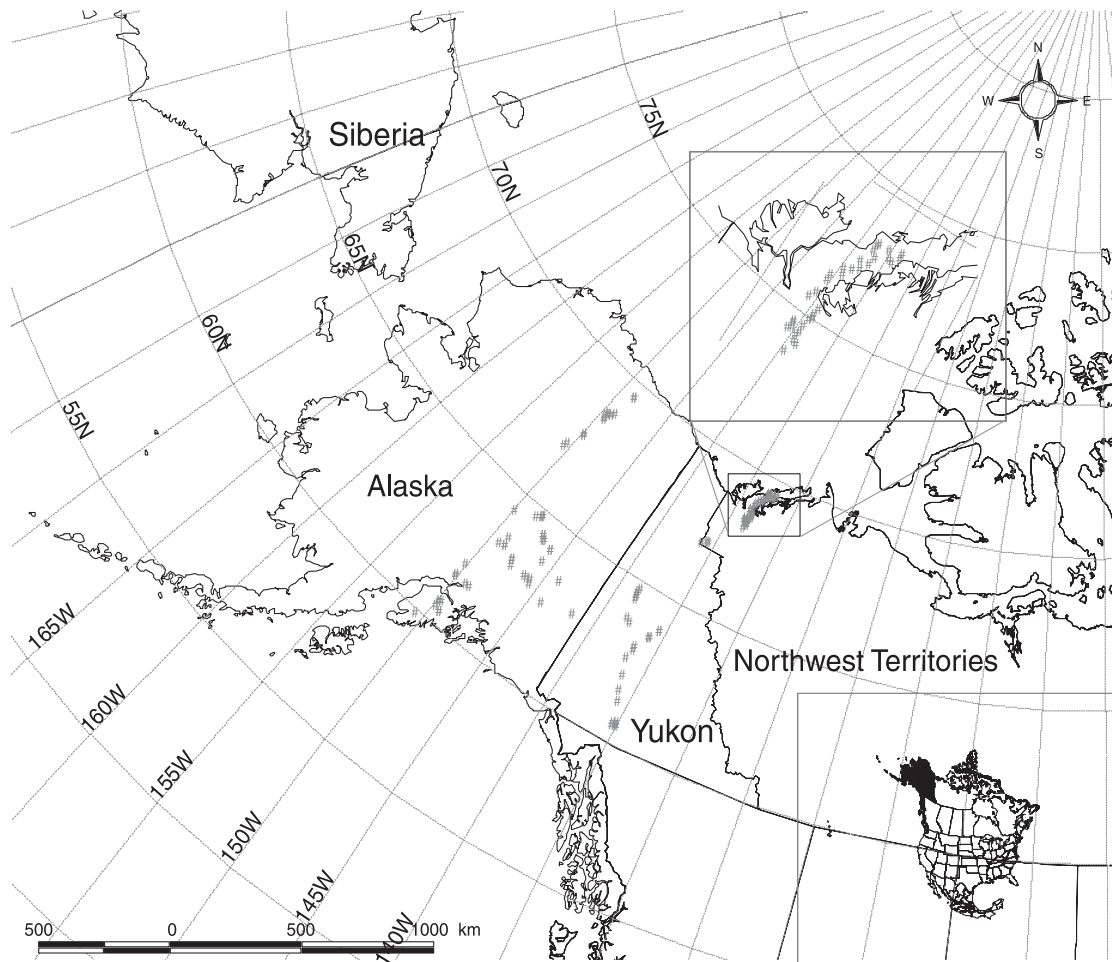 N
W
E
S
75N
Siberia
70N
65N
60N
55N
Alaska
165W
160W
Northwest Territories
Yukon
155W
150W
145W
140W
500 0 500 1000 km